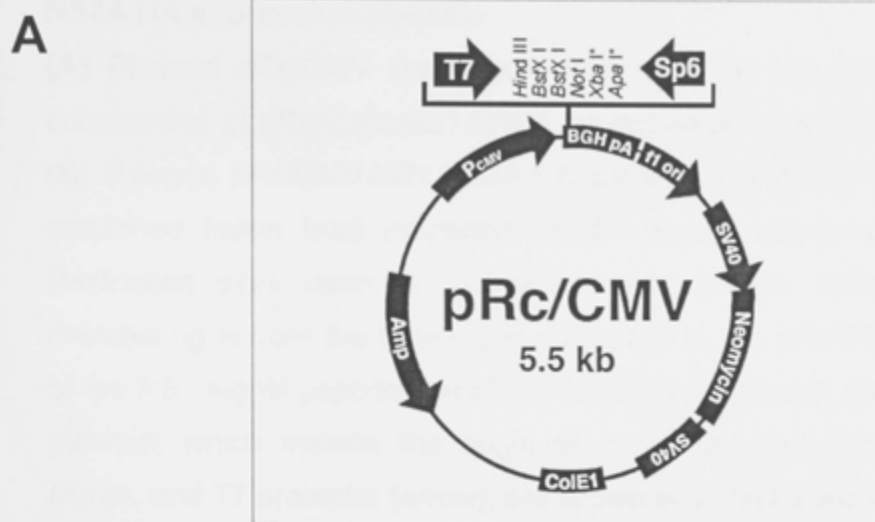 A
T7
Hind III
BstX I
BstX I
Not I
Xba I*
Apa I*
Sp6
PCMV
BGH pA
f1 ori
SV40
Neomycin
SV40
ColE1
Amp
pRc/CMV
5.5 kb